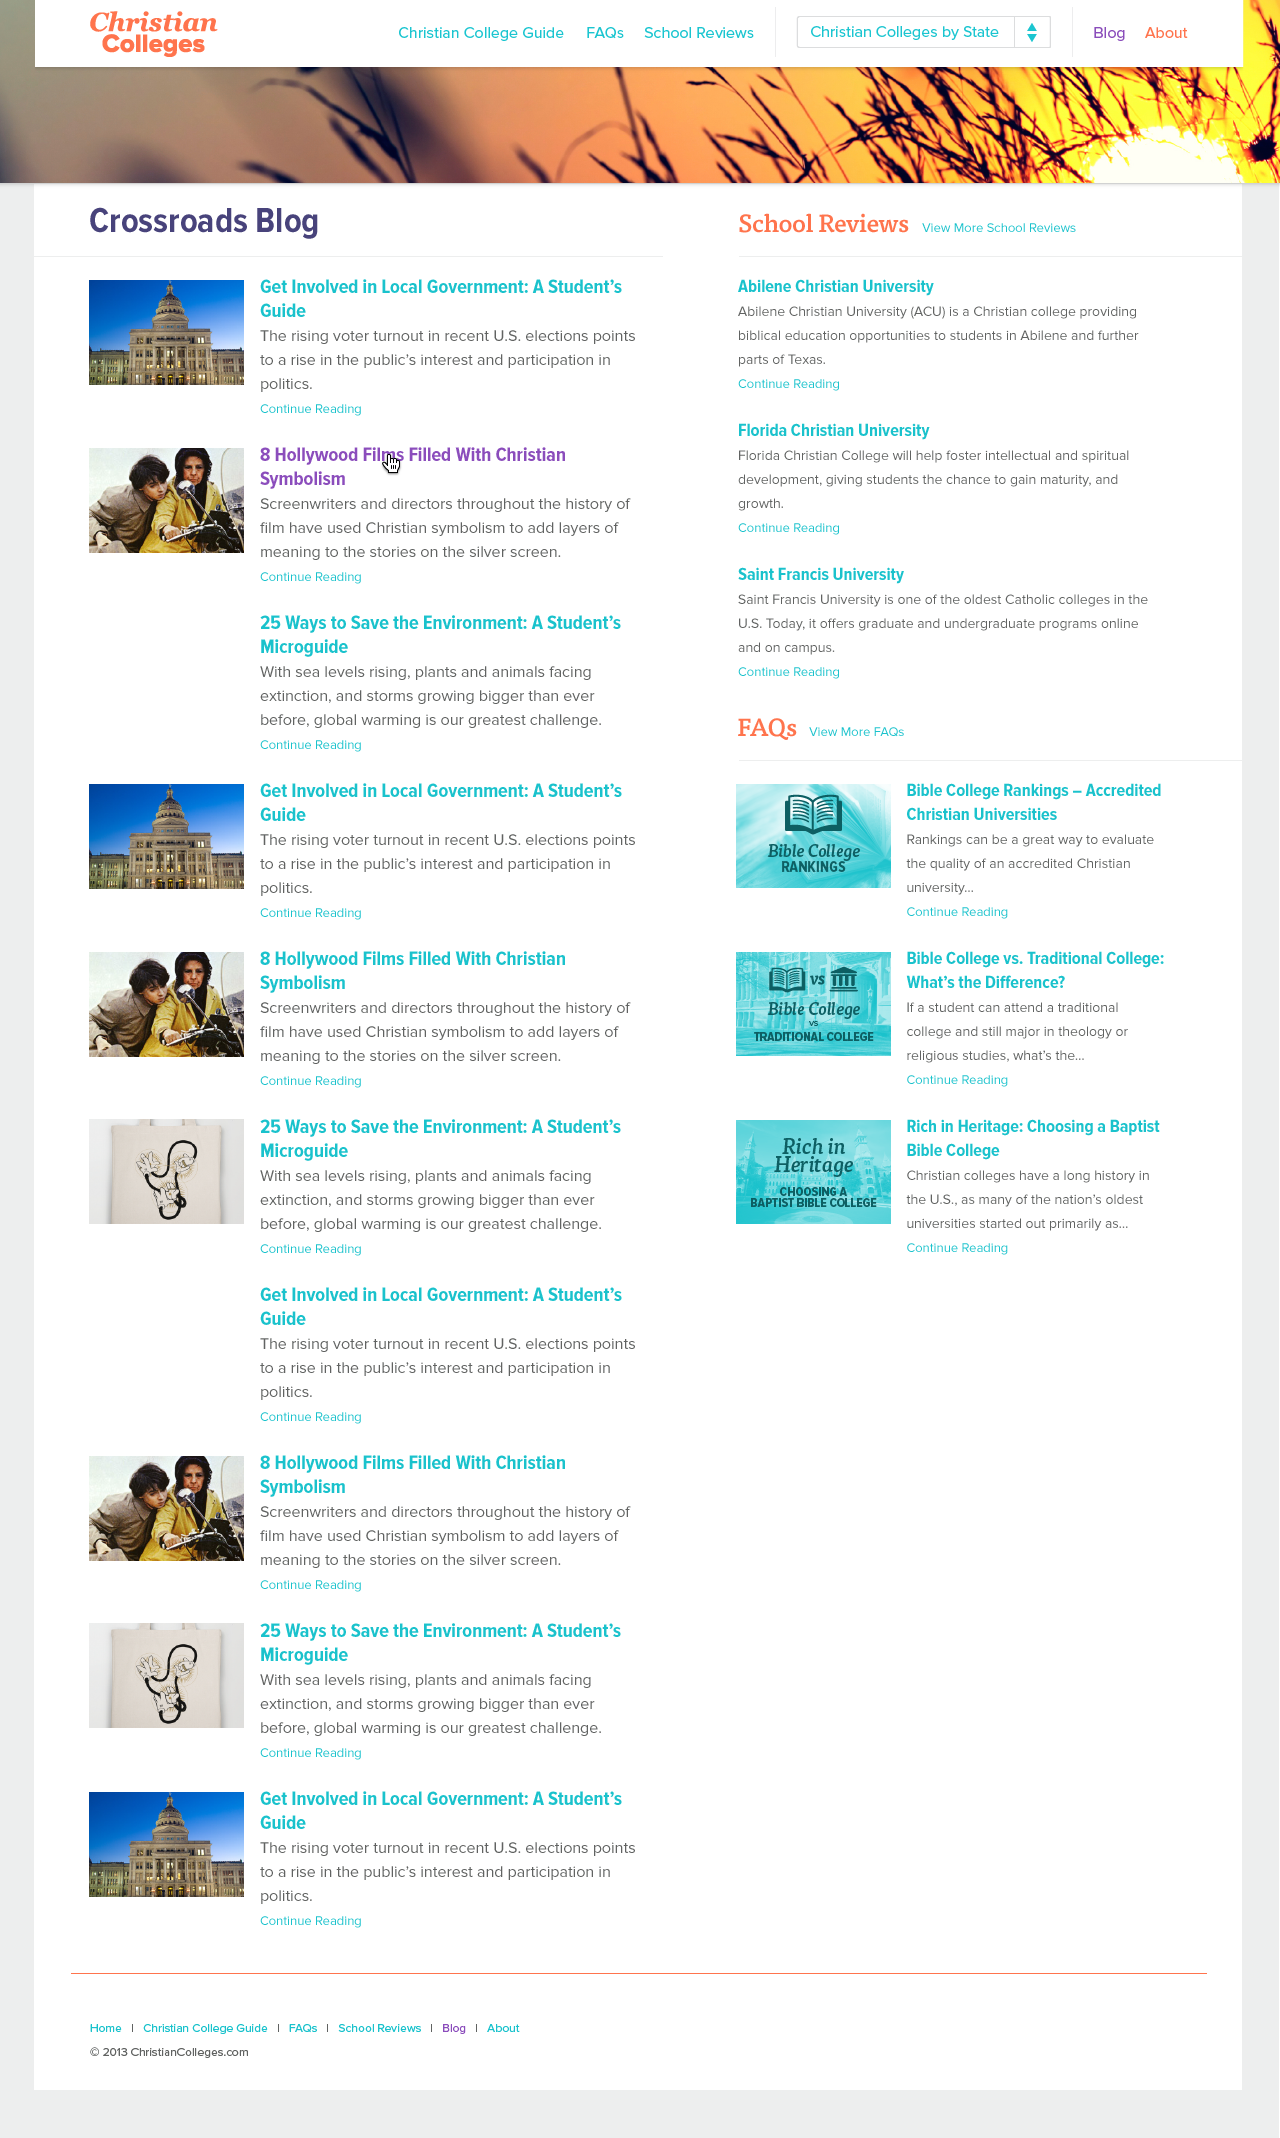 Christian
Colleges
Christian College Guide
FAQs
School Reviews
Christian Colleges by State
Blog
About
Crossroads Blog
Get Involved in Local Government: A Student’s
Guide
The rising voter turnout in recent U.S. elections points
to a rise in the public’s interest and participation in
politics.
Continue Reading
8 Hollywood Films Filled With Christian
Symbolism
Screenwriters and directors throughout the history of
film have used Christian symbolism to add layers of
meaning to the stories on the silver screen.
Continue Reading
25 Ways to Save the Environment: A Student’s
Microguide
With sea levels rising, plants and animals facing
extinction, and storms growing bigger than ever
before, global warming is our greatest challenge.
Continue Reading
Get Involved in Local Government: A Student’s
Guide
The rising voter turnout in recent U.S. elections points
to a rise in the public’s interest and participation in
politics.
Continue Reading
8 Hollywood Films Filled With Christian
Symbolism
Screenwriters and directors throughout the history of
film have used Christian symbolism to add layers of
meaning to the stories on the silver screen.
Continue Reading
25 Ways to Save the Environment: A Student’s
Microguide
With sea levels rising, plants and animals facing
extinction, and storms growing bigger than ever
before, global warming is our greatest challenge.
Continue Reading
Get Involved in Local Government: A Student’s
Guide
The rising voter turnout in recent U.S. elections points
to a rise in the public’s interest and participation in
politics.
Continue Reading
8 Hollywood Films Filled With Christian
Symbolism
Screenwriters and directors throughout the history of
film have used Christian symbolism to add layers of
meaning to the stories on the silver screen.
Continue Reading
25 Ways to Save the Environment: A Student’s
Microguide
With sea levels rising, plants and animals facing
extinction, and storms growing bigger than ever
before, global warming is our greatest challenge.
Continue Reading
Get Involved in Local Government: A Student’s
Guide
The rising voter turnout in recent U.S. elections points
to a rise in the public’s interest and participation in
politics.
Continue Reading
School Reviews View More School Reviews
Abilene Christian University
Abilene Christian University (ACU) is a Christian college providing
biblical education opportunities to students in Abilene and further
parts of Texas.
Continue Reading
Florida Christian University
Florida Christian College will help foster intellectual and spiritual
development, giving students the chance to gain maturity, and
growth.
Continue Reading
Saint Francis University
Saint Francis University is one of the oldest Catholic colleges in the
U.S. Today, it offers graduate and undergraduate programs online
and on campus.
Continue Reading
FAQs View More FAQs
Bible College
RANKINGS
Bible College Rankings – Accredited
Christian Universities
Rankings can be a great way to evaluate
the quality of an accredited Christian
university...
Continue Reading
vs
Bible College
VS
TRADITIONAL COLLEGE
Bible College vs. Traditional College:
What’s the Difference?
If a student can attend a traditional
college and still major in theology or
religious studies, what’s the...
Continue Reading
Rich in
Heritage
CHOOSING A
BAPTIST BIBLE COLLEGE
Rich in Heritage: Choosing a Baptist
Bible College
Christian colleges have a long history in
the U.S., as many of the nation’s oldest
universities started out primarily as...
Continue Reading
Home | Christian College Guide | FAQs | School Reviews | Blog | About
© 2013 ChristianColleges.com